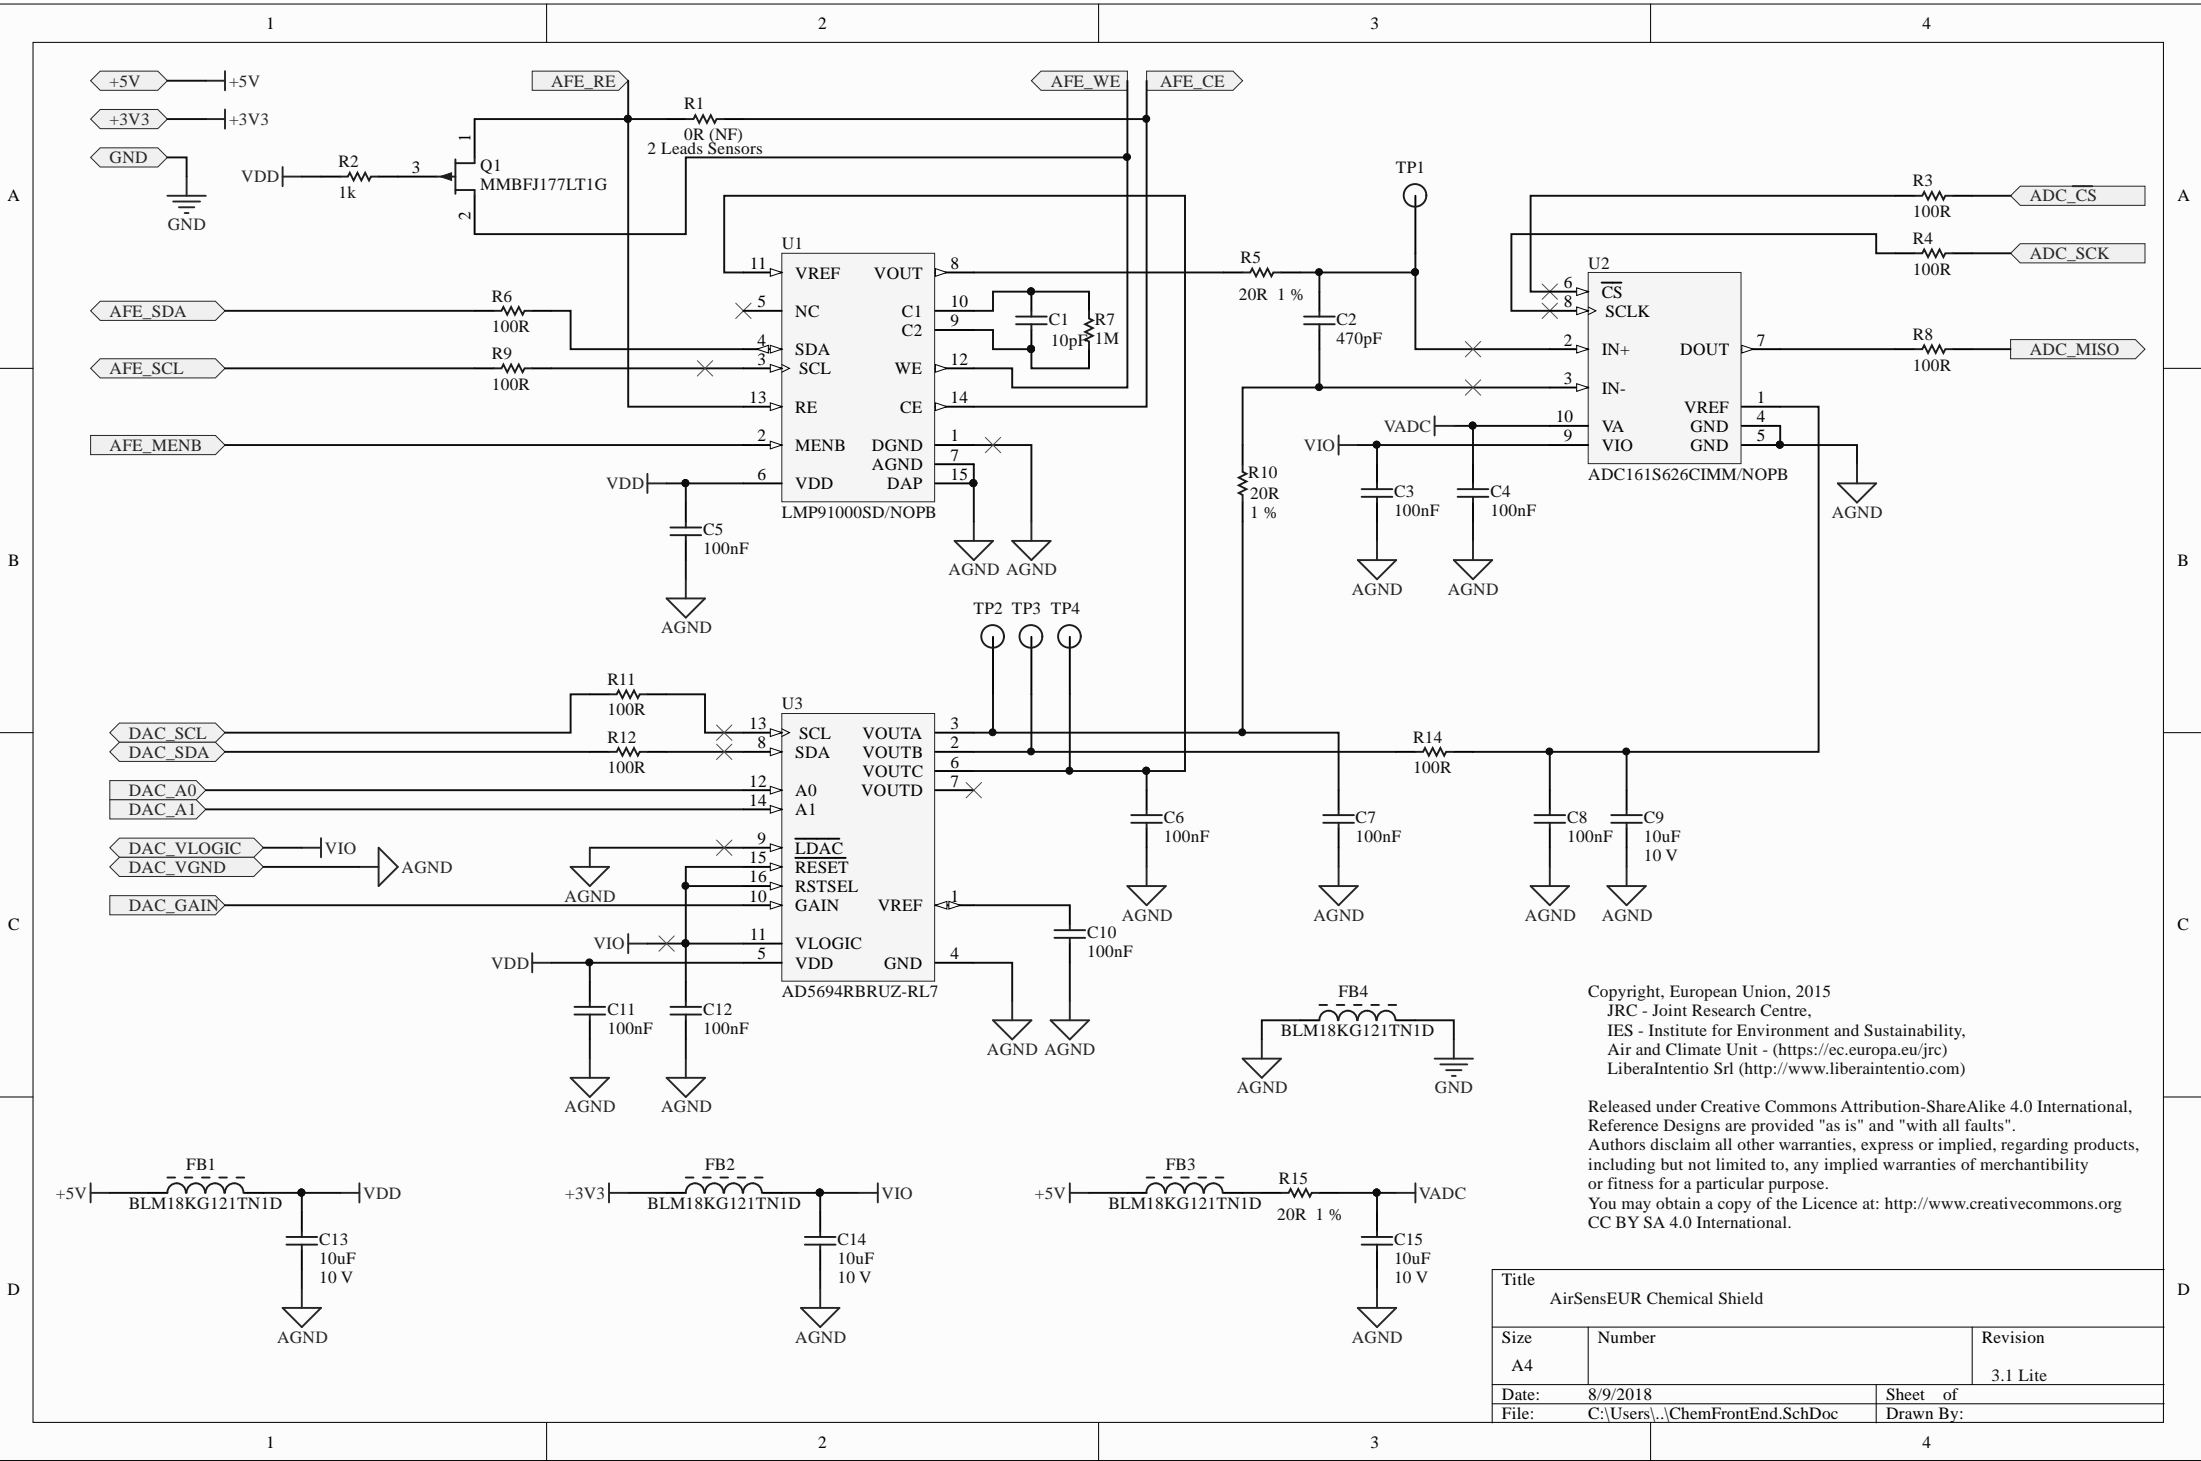 1 2 3 4
A A
B B
C C
D D
1 2 3 4
+5V +5V
+3V3 +3V3
GND
GND
AFE_RE
AFE_WE
AFE_CE
R1
0R (NF)
2 Leads Sensors
VDD
R2
1k
3
1
2
Q1
MMBFJ177LT1G
TP1
R3
100R
ADC_CS
R4
100R
ADC_SCK
AFE_SDA
R6
100R
AFE_SCL
R9
100R
AFE_MENB
U1
11 VREF
5 NC
4 SDA
3 SCL
13 RE
2 MENB
6 VDD
VOUT 8
C1 10
C2 9
WE 12
CE 14
DGND 1
AGND 7
DAP 15
LMP91000SD/NOPB
VDD
C5
100nF
AGND
AGND AGND
C1
10pF
R7
1M
R5
20R 1 %
C2
470pF
R10
20R
1 %
U2
6 CS
8 SCLK
2 IN+
3 IN-
10 VA
9 VIO
DOUT 7
VREF 1
GND 4
GND 5
ADC161S626CIMM/NOPB
R8
100R
ADC_MISO
VADC
VIO
C3
100nF
C4
100nF
AGND AGND
AGND
TP2 TP3 TP4
DAC_SCL
DAC_SDA
R11
100R
R12
100R
DAC_A0
DAC_A1
DAC_VLOGIC VIO
DAC_VGND AGND
DAC_GAIN
AGND
U3
13 SCL
8 SDA
12 A0
14 A1
9 LDAC
15 RESET
16 RSTSEL
10 GAIN
11 VLOGIC
5 VDD
VOUTA 3
VOUTB 2
VOUTC 6
VOUTD 7
VREF 1
GND 4
AD5694RBRUZ-RL7
VIO
VDD
C11
100nF
C12
100nF
AGND AGND
C10
100nF
AGND AGND
R14
100R
C6
100nF
AGND
C7
100nF
AGND
C8
100nF
AGND
C9
10uF
10 V
AGND
FB4
BLM18KG121TN1D
AGND
GND
+5V
FB1
BLM18KG121TN1D
VDD
C13
10uF
10 V
AGND
+3V3
FB2
BLM18KG121TN1D
VIO
C14
10uF
10 V
AGND
+5V
FB3
BLM18KG121TN1D
R15
20R 1 %
VADC
C15
10uF
10 V
AGND
Copyright, European Union, 2015
JRC - Joint Research Centre,
IES - Institute for Environment and Sustainability,
Air and Climate Unit - (https://ec.europa.eu/jrc)
LiberaIntentio Srl (http://www.liberaintentio.com)
Released under Creative Commons Attribution-ShareAlike 4.0 International,
Reference Designs are provided "as is" and "with all faults".
Authors disclaim all other warranties, express or implied, regarding products,
including but not limited to, any implied warranties of merchantibility
or fitness for a particular purpose.
You may obtain a copy of the Licence at: http://www.creativecommons.org
CC BY SA 4.0 International.
Title
AirSensEUR Chemical Shield
Size Number Revision
A4 3.1 Lite
Date: 8/9/2018 Sheet of
File: C:\Users\..\ChemFrontEnd.SchDoc Drawn By: